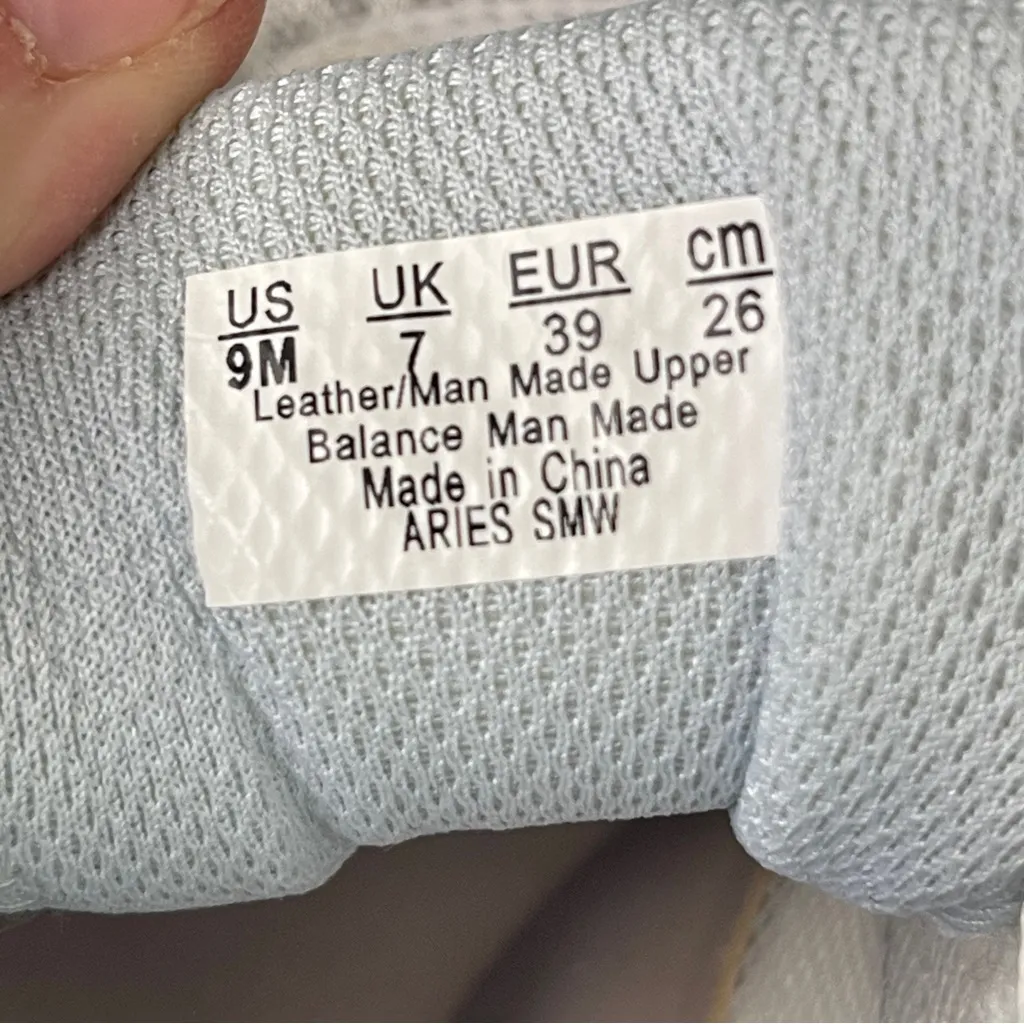 US UK EUR cm
9M 7 39 26
Leather/Man Made Upper
Balance Man Made
Made in China
ARIES SMW